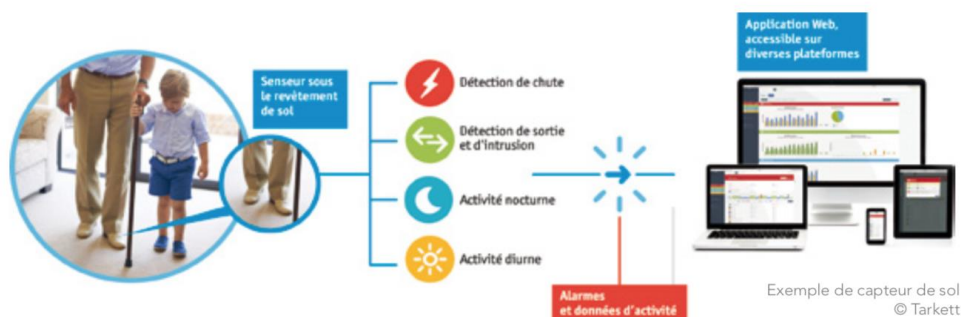 Senseur sous
le revêtement
de sol
Détection de chute
Détection de sortie
et d'intrusion
Activité nocturne
Activité diurne
Alarmes
et données d'activité
Application Web,
accessible sur
diverses plateformes
Exemple de capteur de sol
© Tarkett